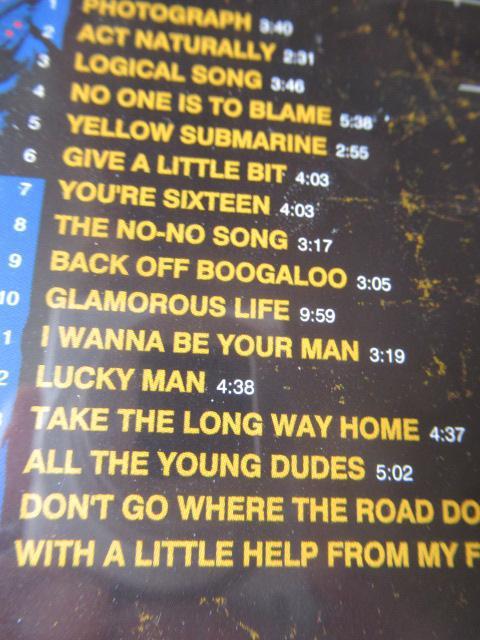 1 PHOTOGRAPH 3:40
2 ACT NATURALLY 2:31
3 LOGICAL SONG 3:46
4 NO ONE IS TO BLAME 5:38
5 YELLOW SUBMARINE 2:55
6 GIVE A LITTLE BIT 4:03
7 YOU'RE SIXTEEN 4:03
8 THE NO-NO SONG 3:17
9 BACK OFF BOOGALOO 3:05
10 GLAMOROUS LIFE 9:59
1 I WANNA BE YOUR MAN 3:19
2 LUCKY MAN 4:38
TAKE THE LONG WAY HOME 4:37
ALL THE YOUNG DUDES 5:02
DON'T GO WHERE THE ROAD DO
WITH A LITTLE HELP FROM MY F